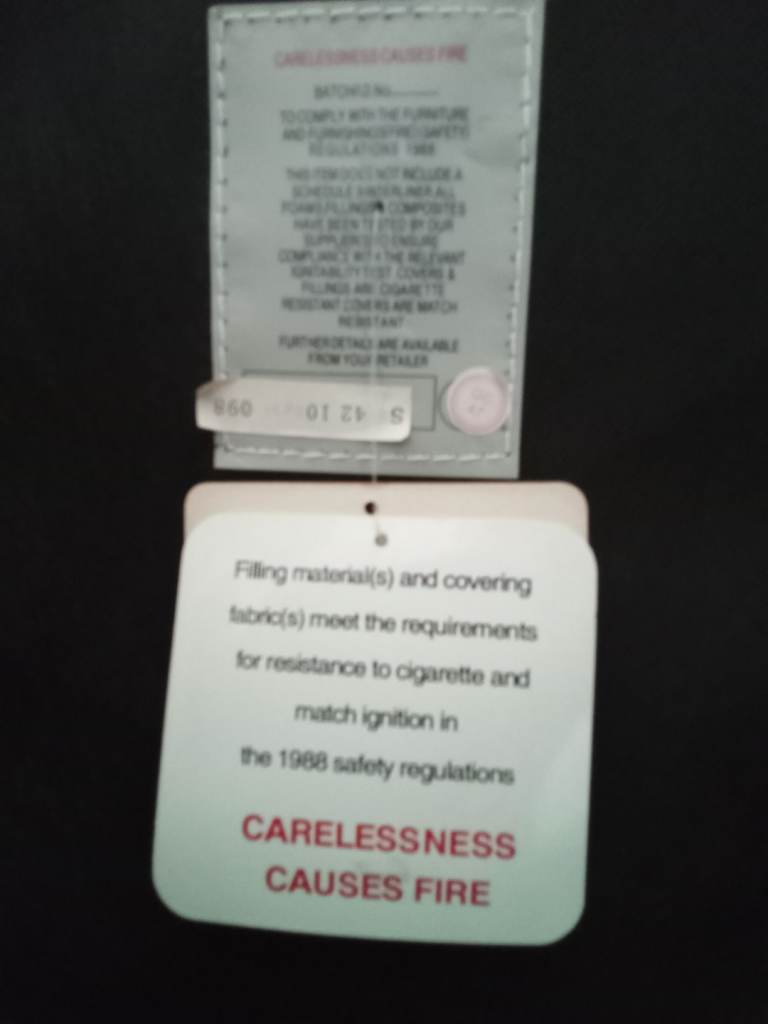 CARELESSNESS CAUSES FIRE
BATCH/I.D. No
TO COMPLY WITH THE FURNITURE
AND FURNISHINGS (FIRE) (SAFETY)
REGULATIONS 1988
THIS ITEM DOES NOT INCLUDE A
SCHEDULE 3 INTERLINER ALL
FOAMS FILLINGS & COMPOSITES
HAVE BEEN TESTED BY OUR
SUPPLIERS TO ENSURE
COMPLIANCE WITH THE RELEVANT
IGNITABILITY TEST. COVERS &
FILLINGS ARE CIGARETTE
RESISTANT. COVERS ARE MATCH
RESISTANT
FURTHER DETAILS ARE AVAILABLE
FROM YOUR RETAILER
S 42 10 098
Filling material(s) and covering
fabric(s) meet the requirements
for resistance to cigarette and
match ignition in
the 1988 safety regulations
CARELESSNESS
CAUSES FIRE